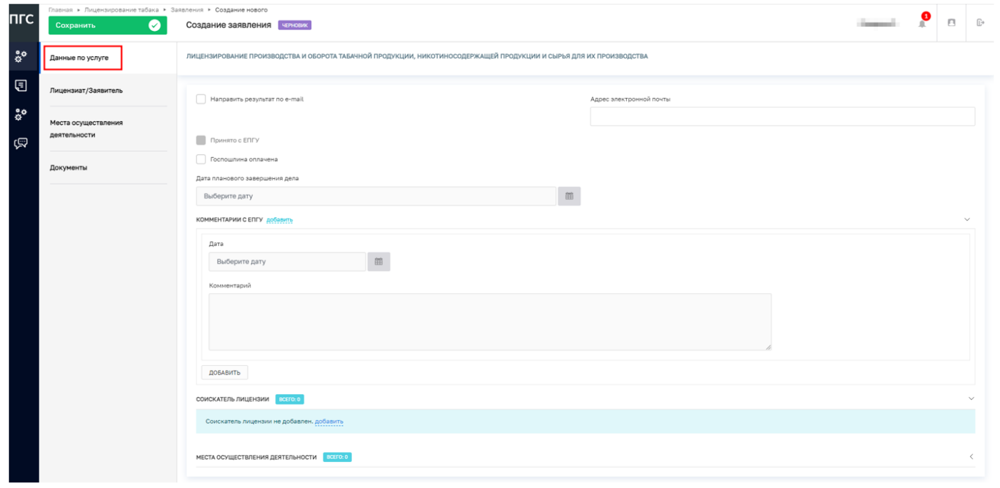 ПГС
Главная ▸ Лицензирование табака ▸ Заявления ▸ Создание нового
Сохранить
Создание заявления ЧЕРНОВИК
1
Данные по услуге
Лицензиат/Заявитель
Места осуществления
деятельности
Документы
ЛИЦЕНЗИРОВАНИЕ ПРОИЗВОДСТВА И ОБОРОТА ТАБАЧНОЙ ПРОДУКЦИИ, НИКОТИНОСОДЕРЖАЩЕЙ ПРОДУКЦИИ И СЫРЬЯ ДЛЯ ИХ ПРОИЗВОДСТВА
Направить результат по e-mail
Адрес электронной почты
Принято с ЕПГУ
Госпошлина оплачена
Дата планового завершения дела
Выберите дату
КОММЕНТАРИИ С ЕПГУ добавить
Дата
Выберите дату
Комментарий
ДОБАВИТЬ
СОИСКАТЕЛЬ ЛИЦЕНЗИИ ВСЕГО: 0
Соискатель лицензии не добавлен. добавить
МЕСТА ОСУЩЕСТВЛЕНИЯ ДЕЯТЕЛЬНОСТИ ВСЕГО: 0